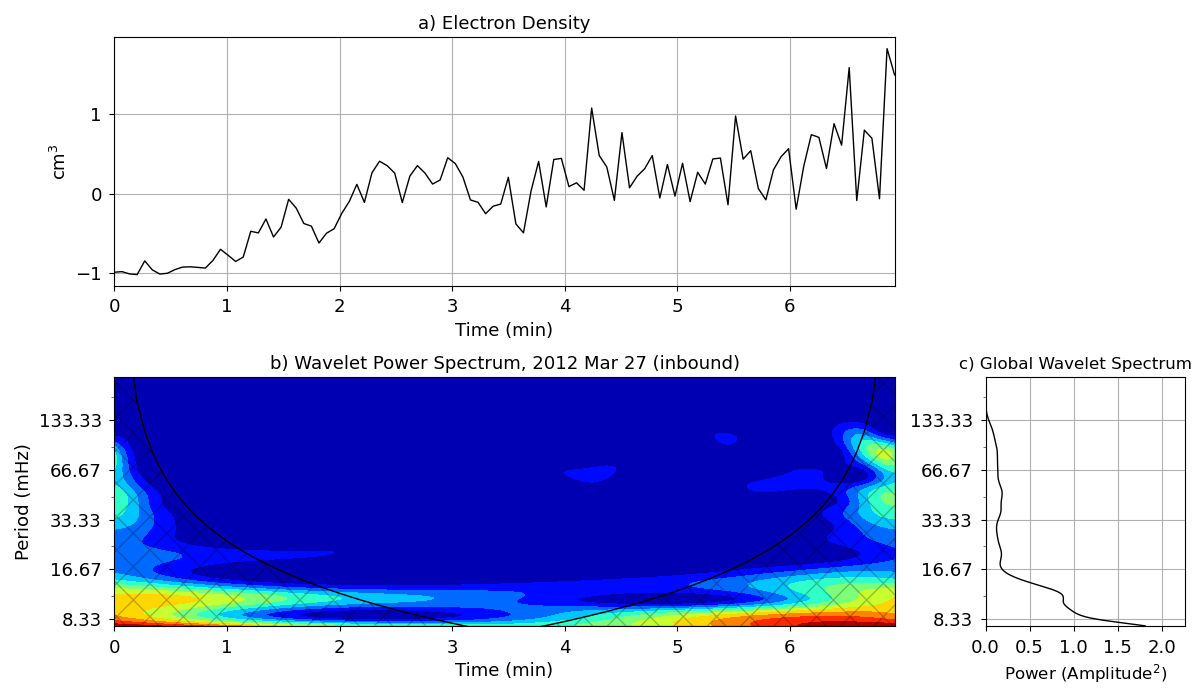 a) Electron Density
cm³
1
0
−1
0 1 2 3 4 5 6
Time (min)
b) Wavelet Power Spectrum, 2012 Mar 27 (inbound)
Period (mHz)
133.33
66.67
33.33
16.67
8.33
0 1 2 3 4 5 6
Time (min)
c) Global Wavelet Spectrum
133.33
66.67
33.33
16.67
8.33
0.0 0.5 1.0 1.5 2.0
Power (Amplitude²)